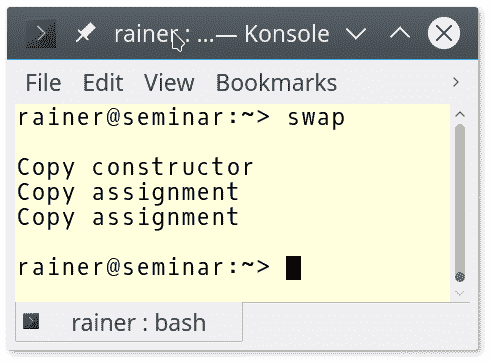 rainer : ...— Konsole
File Edit View Bookmarks
rainer@seminar:~> swap
Copy constructor
Copy assignment
Copy assignment
rainer@seminar:~>
rainer : bash